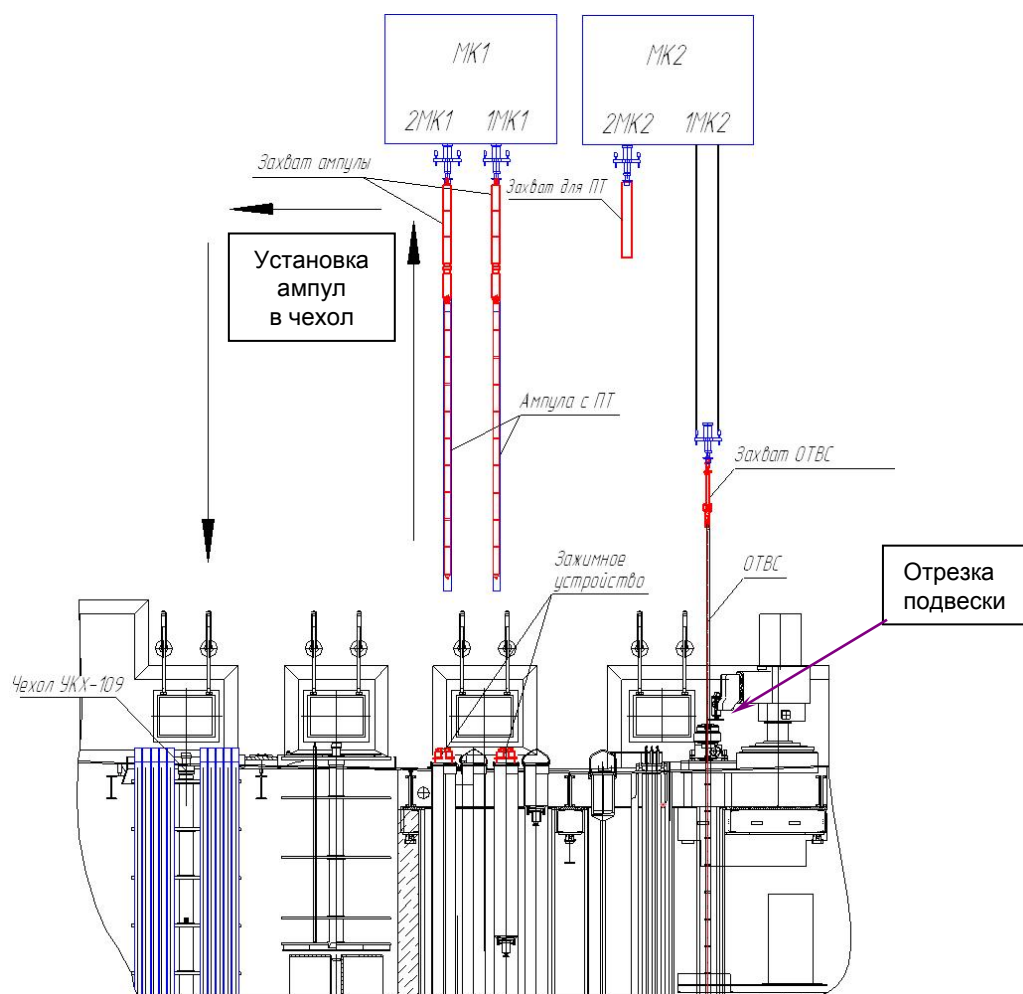 МК1
МК2
2МК1
1МК1
2МК2
1МК2
Захват ампулы
Захват для ПТ
Установка
ампул
в чехол
Ампула с ПТ
Захват ОТВС
Зажимное
устройство
ОТВС
Отрезка
подвески
Чехол УКХ-109